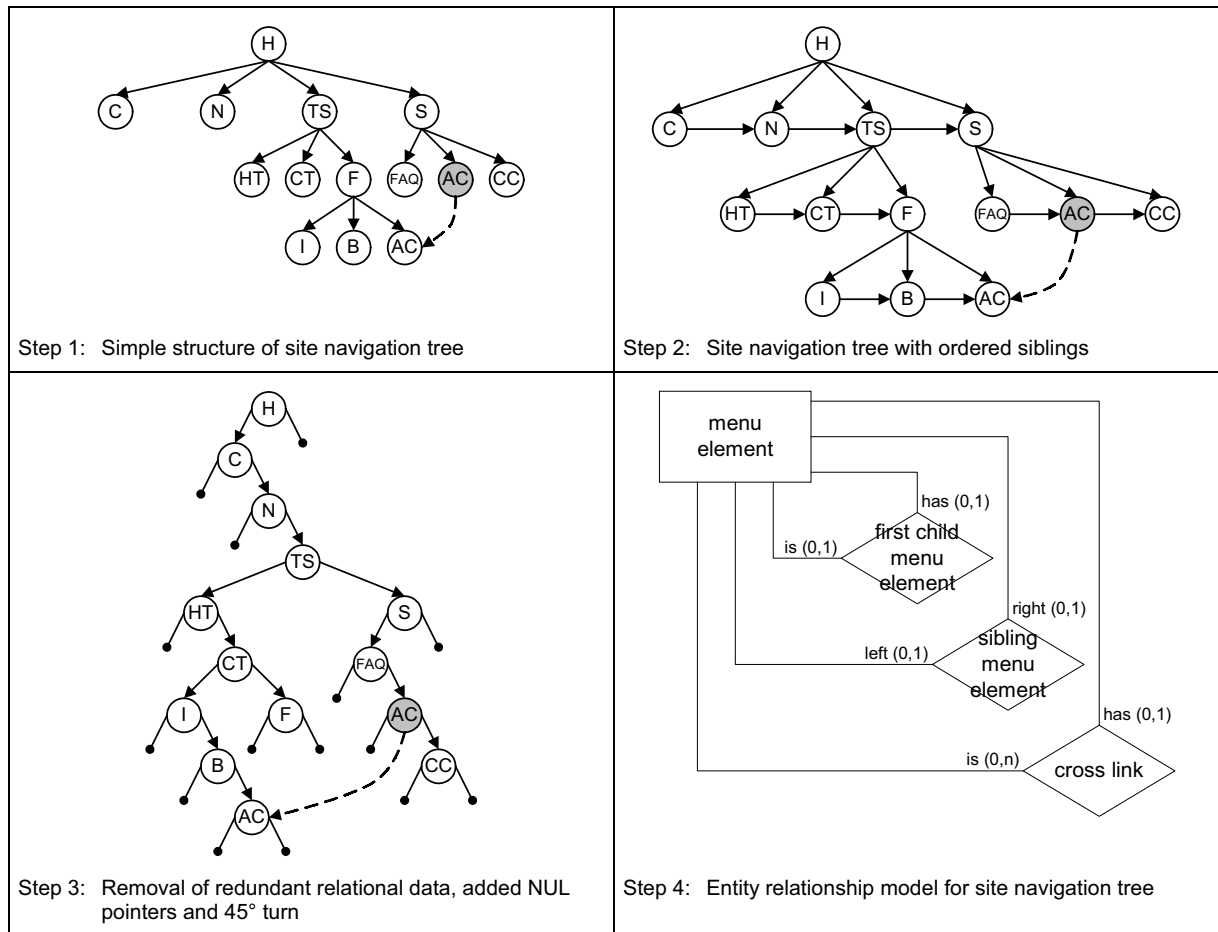 H
C
N
TS
S
HT
CT
F
FAQ
AC
CC
I
B
AC
Step 1: Simple structure of site navigation tree
H
C
N
TS
S
HT
CT
F
FAQ
AC
CC
I
B
AC
Step 2: Site navigation tree with ordered siblings
H
C
N
TS
HT
S
CT
FAQ
I
F
AC
B
CC
AC
Step 3: Removal of redundant relational data, added NUL
pointers and 45° turn
menu
element
has (0,1)
first child
is (0,1)
menu
element
right (0,1)
sibling
left (0,1)
menu
element
has (0,1)
is (0,n)
cross link
Step 4: Entity relationship model for site navigation tree